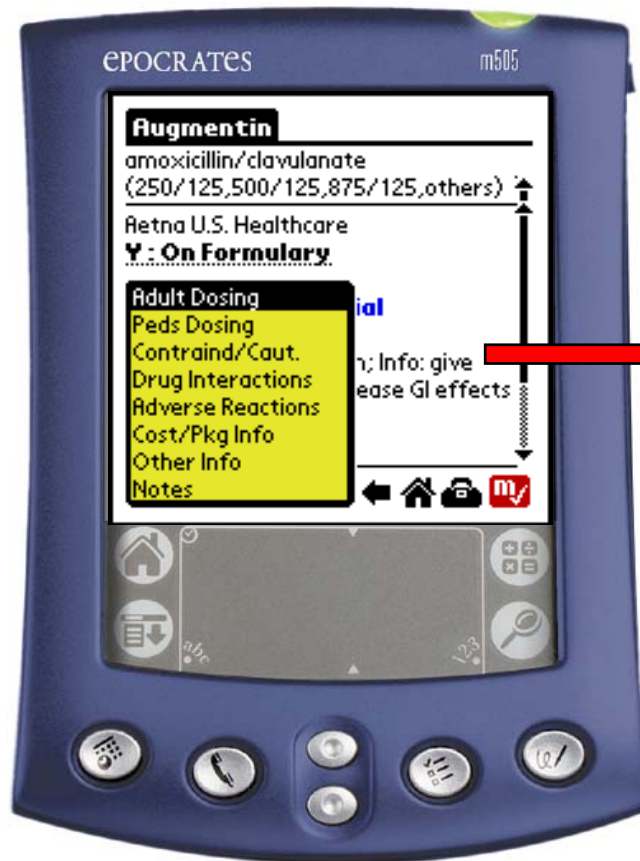 ePOCRATES m505
Augmentin
amoxicillin/clavulanate
(250/125,500/125,875/125,others)
Aetna U.S. Healthcare
Y : On Formulary
Adult Dosing
ial
Peds Dosing
Contraind/Caut.
n; Info: give
Drug Interactions
ease GI effects
Adverse Reactions
Cost/Pkg Info
Other Info
Notes
m
abc 123